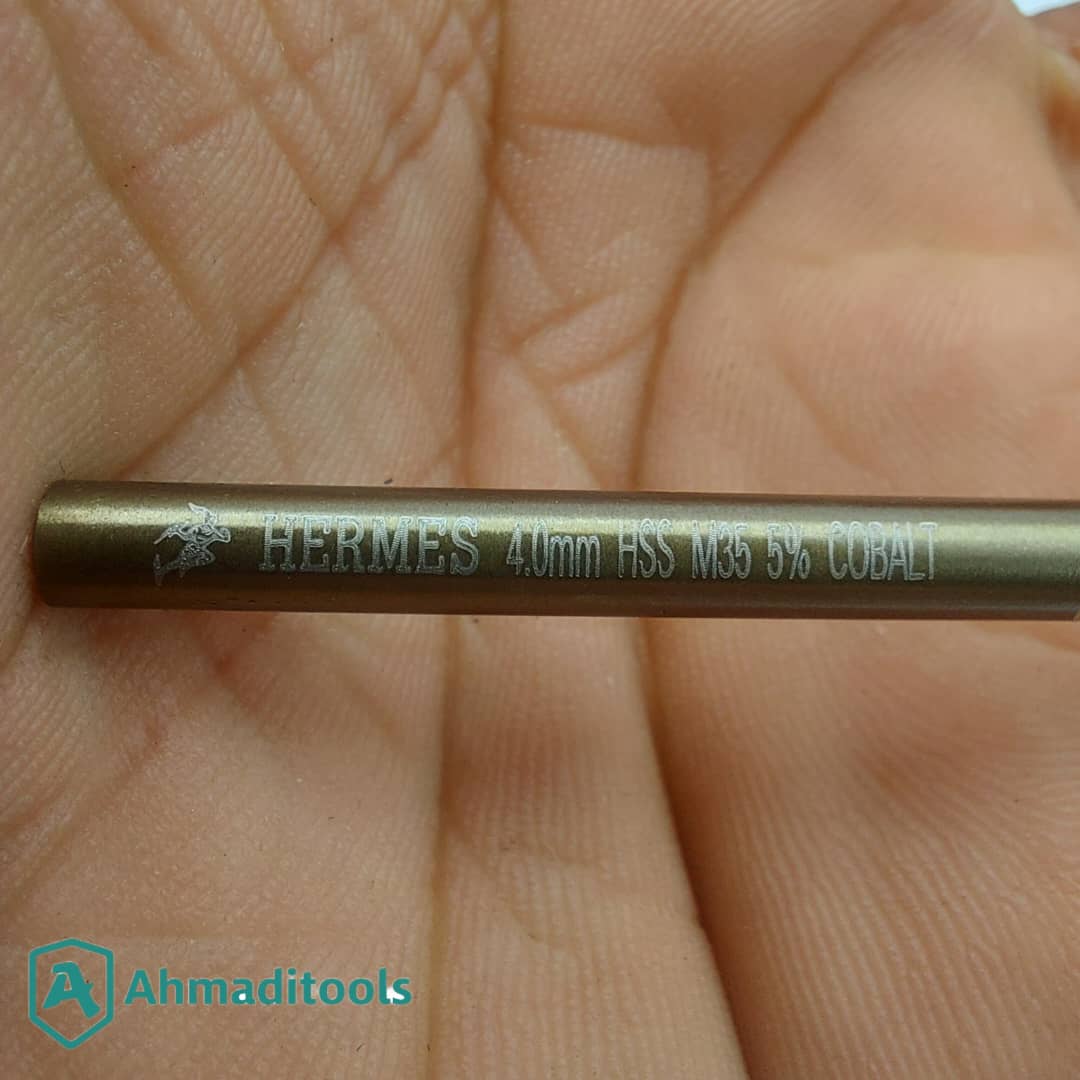 HERMES 4.0mm HSS M35 5% COBALT
Ahmaditools